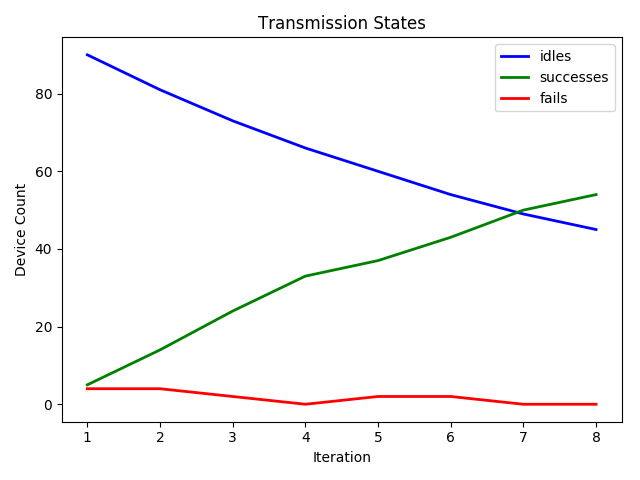 Transmission States
idles
successes
fails
Device Count
80
60
40
20
0
1 2 3 4 5 6 7 8
Iteration